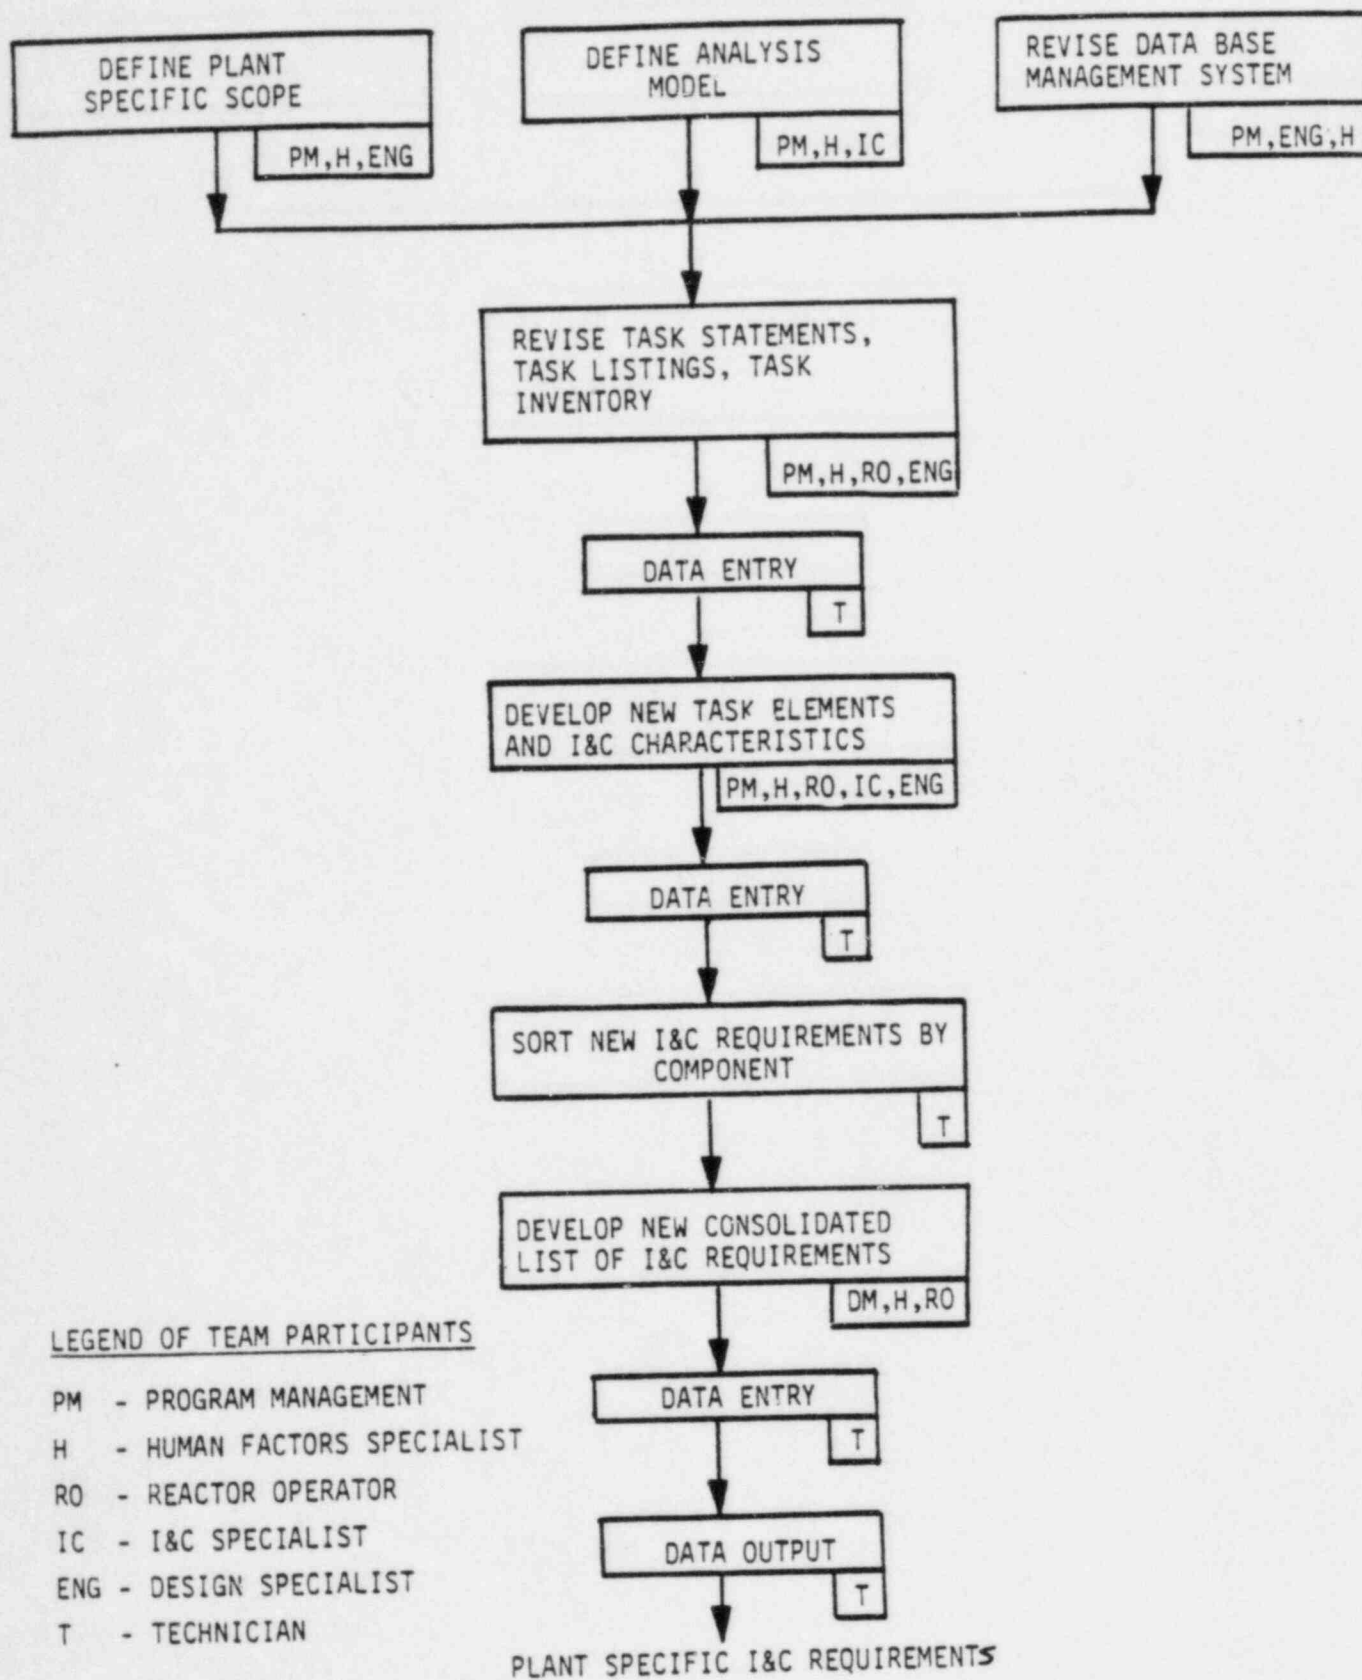 DEFINE PLANT
SPECIFIC SCOPE
PM,H,ENG
DEFINE ANALYSIS
MODEL
PM,H,IC
REVISE DATA BASE
MANAGEMENT SYSTEM
PM,ENG,H
REVISE TASK STATEMENTS,
TASK LISTINGS, TASK
INVENTORY
PM,H,RO,ENG
DATA ENTRY
T
DEVELOP NEW TASK ELEMENTS
AND I&C CHARACTERISTICS
PM,H,RO,IC,ENG
DATA ENTRY
T
SORT NEW I&C REQUIREMENTS BY
COMPONENT
T
DEVELOP NEW CONSOLIDATED
LIST OF I&C REQUIREMENTS
DM,H,RO
DATA ENTRY
T
DATA OUTPUT
T
PLANT SPECIFIC I&C REQUIREMENTS
LEGEND OF TEAM PARTICIPANTS
PM - PROGRAM MANAGEMENT
H - HUMAN FACTORS SPECIALIST
RO - REACTOR OPERATOR
IC - I&C SPECIALIST
ENG - DESIGN SPECIALIST
T - TECHNICIAN